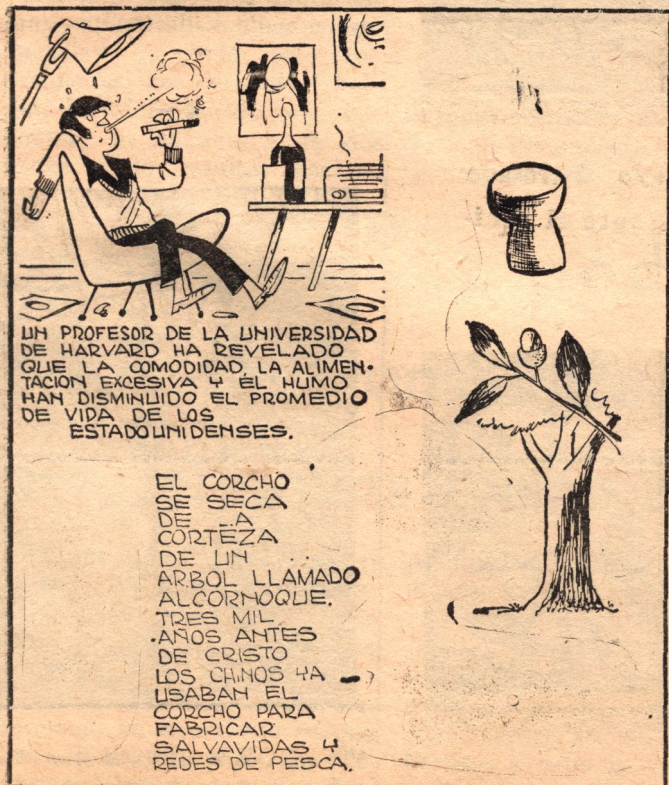 UN PROFESOR DE LA UNIVERSIDAD
DE HARVARD HA REVELADO
QUE LA COMODIDAD, LA ALIMEN-
TACION EXCESIVA Y EL HUMO
HAN DISMINUIDO EL PROMEDIO
DE VIDA DE LOS
ESTADOUNIDENSES.
EL CORCHO
SE SECA
DE LA
CORTEZA
DE UN
ARBOL LLAMADO
ALCORNOQUE.
TRES MIL
AÑOS ANTES
DE CRISTO
LOS CHINOS YA
USABAN EL
CORCHO PARA
FABRICAR
SALVAVIDAS Y
REDES DE PESCA.